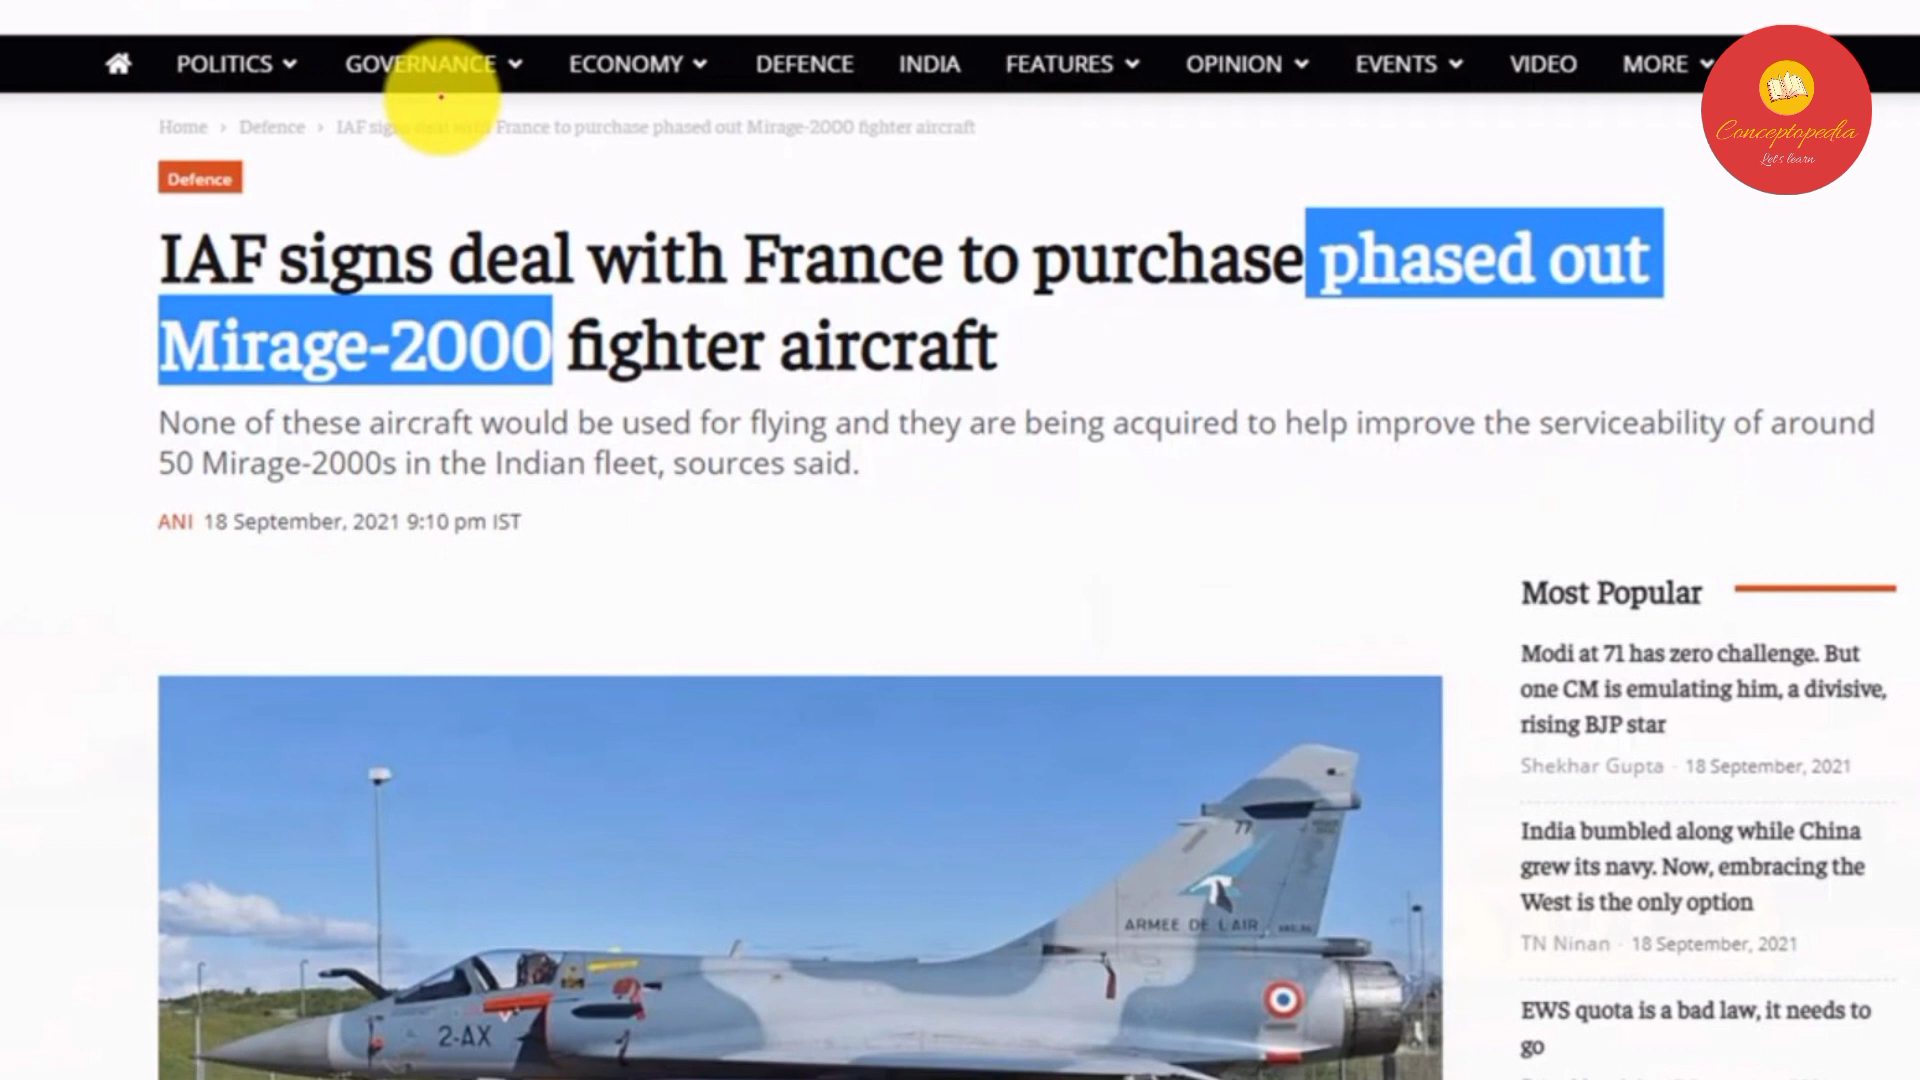 POLITICS GOVERNANCE ECONOMY DEFENCE INDIA FEATURES OPINION EVENTS VIDEO MORE
Conceptopedia
Let's learn
Home › Defence › IAF signs deal with France to purchase phased out Mirage-2000 fighter aircraft
Defence
IAF signs deal with France to purchase phased out
Mirage-2000 fighter aircraft
None of these aircraft would be used for flying and they are being acquired to help improve the serviceability of around
50 Mirage-2000s in the Indian fleet, sources said.
ANI 18 September, 2021 9:10 pm IST
77
ARMEE DE L'AIR
2-AX
Most Popular
Modi at 71 has zero challenge. But
one CM is emulating him, a divisive,
rising BJP star
Shekhar Gupta - 18 September, 2021
India bumbled along while China
grew its navy. Now, embracing the
West is the only option
TN Ninan - 18 September, 2021
EWS quota is a bad law, it needs to
go